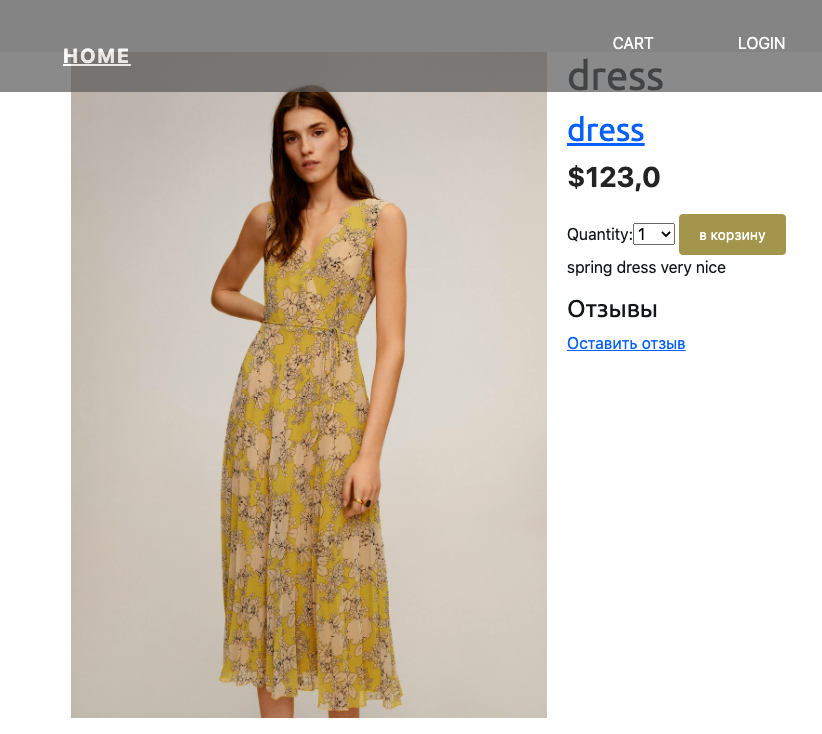 HOME
CART
LOGIN
dress
dress
$123,0
Quantity: 1 в корзину
spring dress very nice
Отзывы
Оставить отзыв